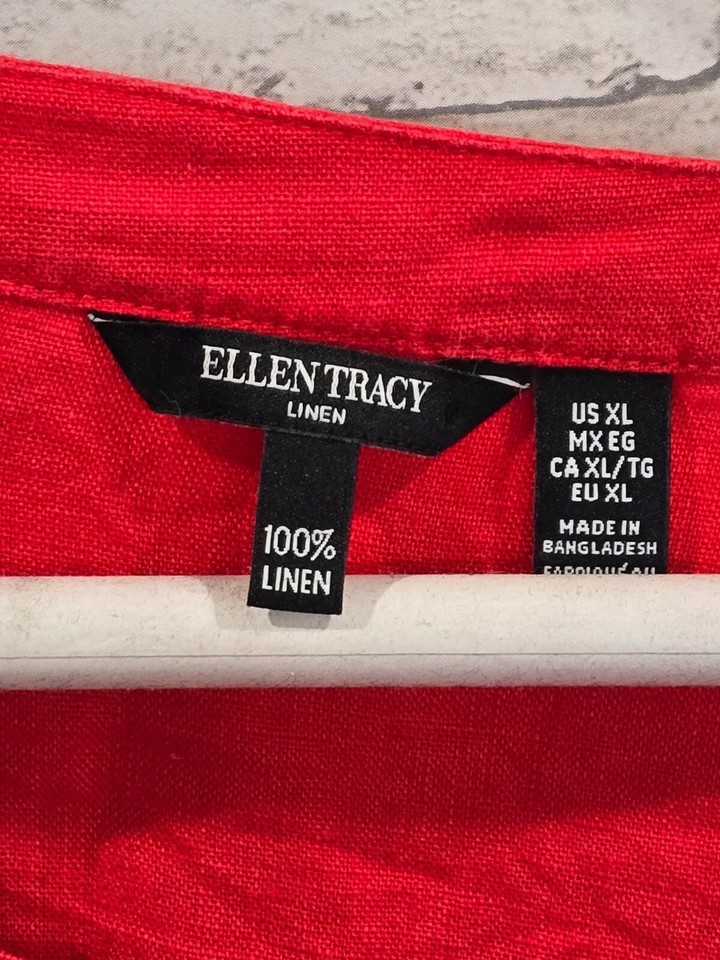 ELLEN TRACY
LINEN
100%
LINEN
US XL
MX EG
CA XL/TG
EU XL
MADE IN
BANGLADESH